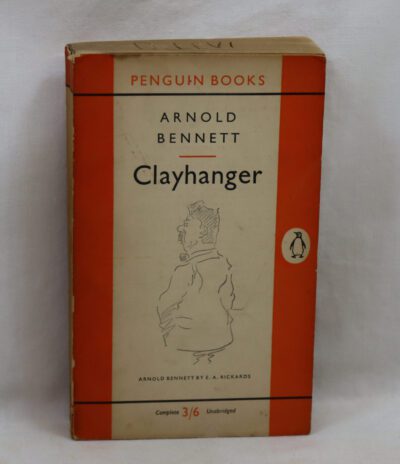 PENGUIN BOOKS
ARNOLD
BENNETT
Clayhanger
ARNOLD BENNETT BY E. A. RICKARDS
Complete 3/6 Unabridged